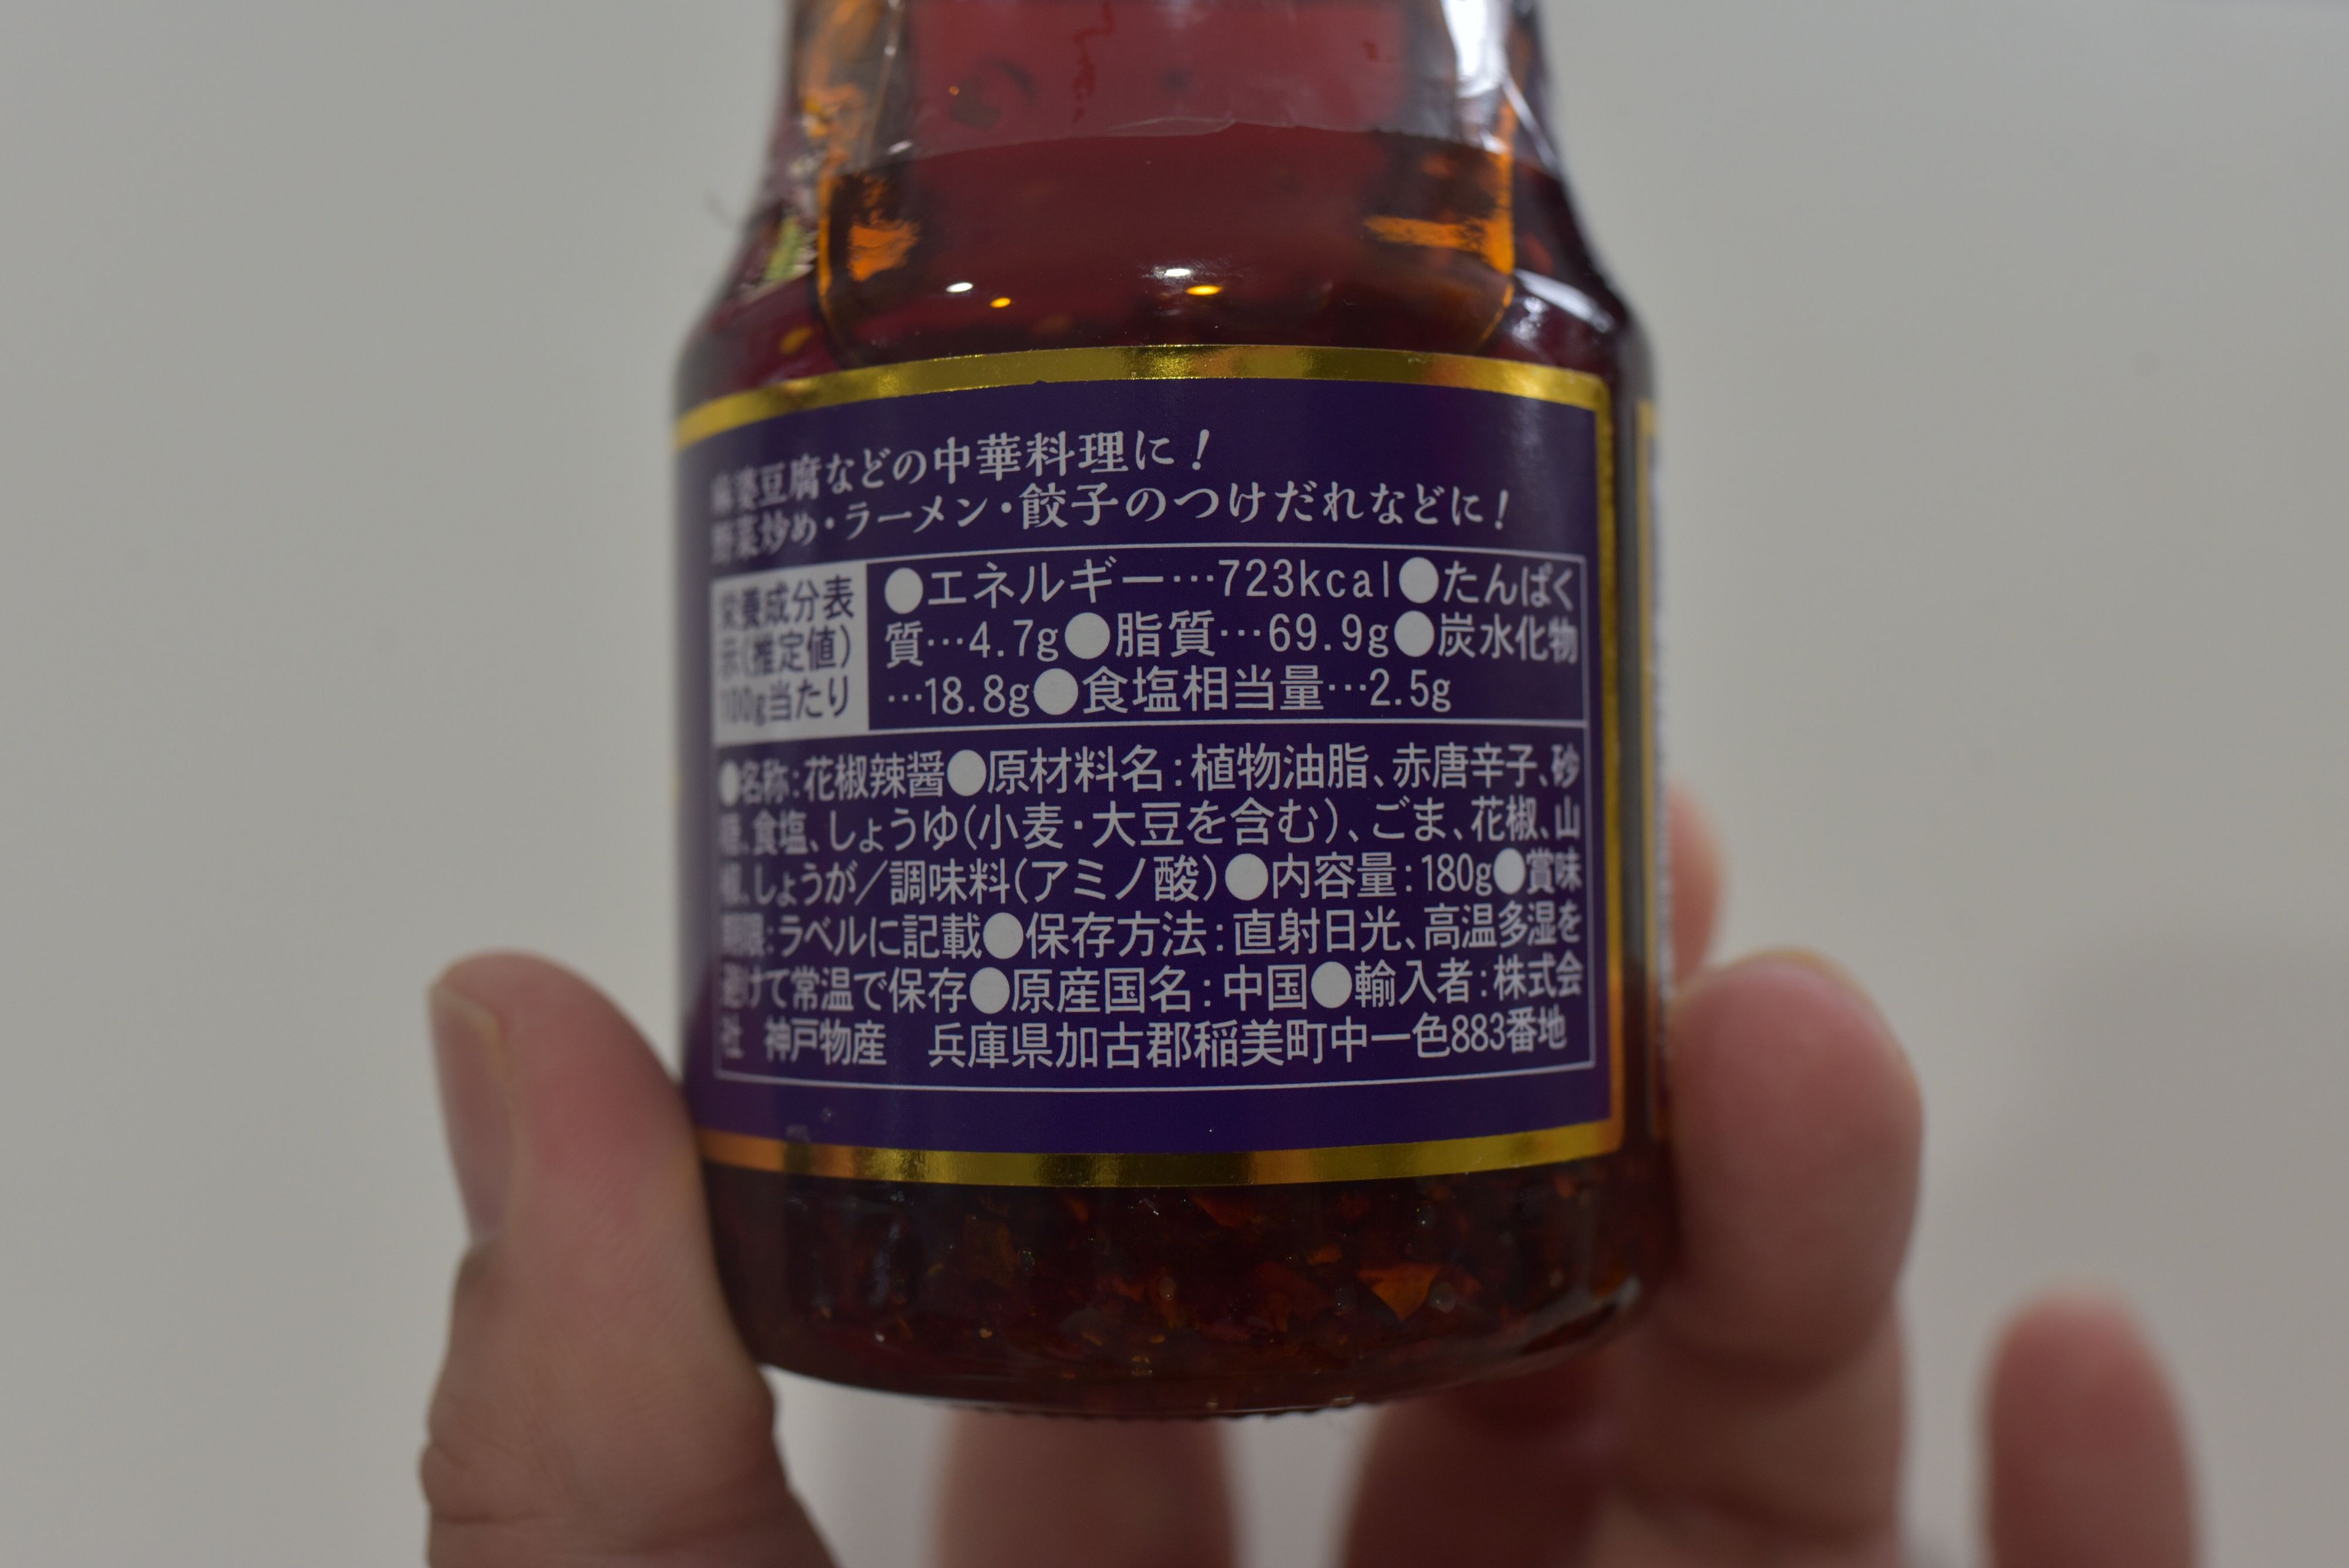 麻婆豆腐などの中華料理に!
野菜炒め・ラーメン・餃子のつけだれなどに!
栄養成分表
示(推定値)
100g当たり
●エネルギー…723kcal●たんぱく
質…4.7g●脂質…69.9g●炭水化物
…18.8g●食塩相当量…2.5g
●名称:花椒辣醤●原材料名:植物油脂、赤唐辛子、砂
糖、食塩、しょうゆ(小麦・大豆を含む)、ごま、花椒、山
椒、しょうが/調味料(アミノ酸)●内容量:180g●賞味
期限:ラベルに記載●保存方法:直射日光、高温多湿を
避けて常温で保存●原産国名:中国●輸入者:株式会
社 神戸物産 兵庫県加古郡稲美町中一色883番地